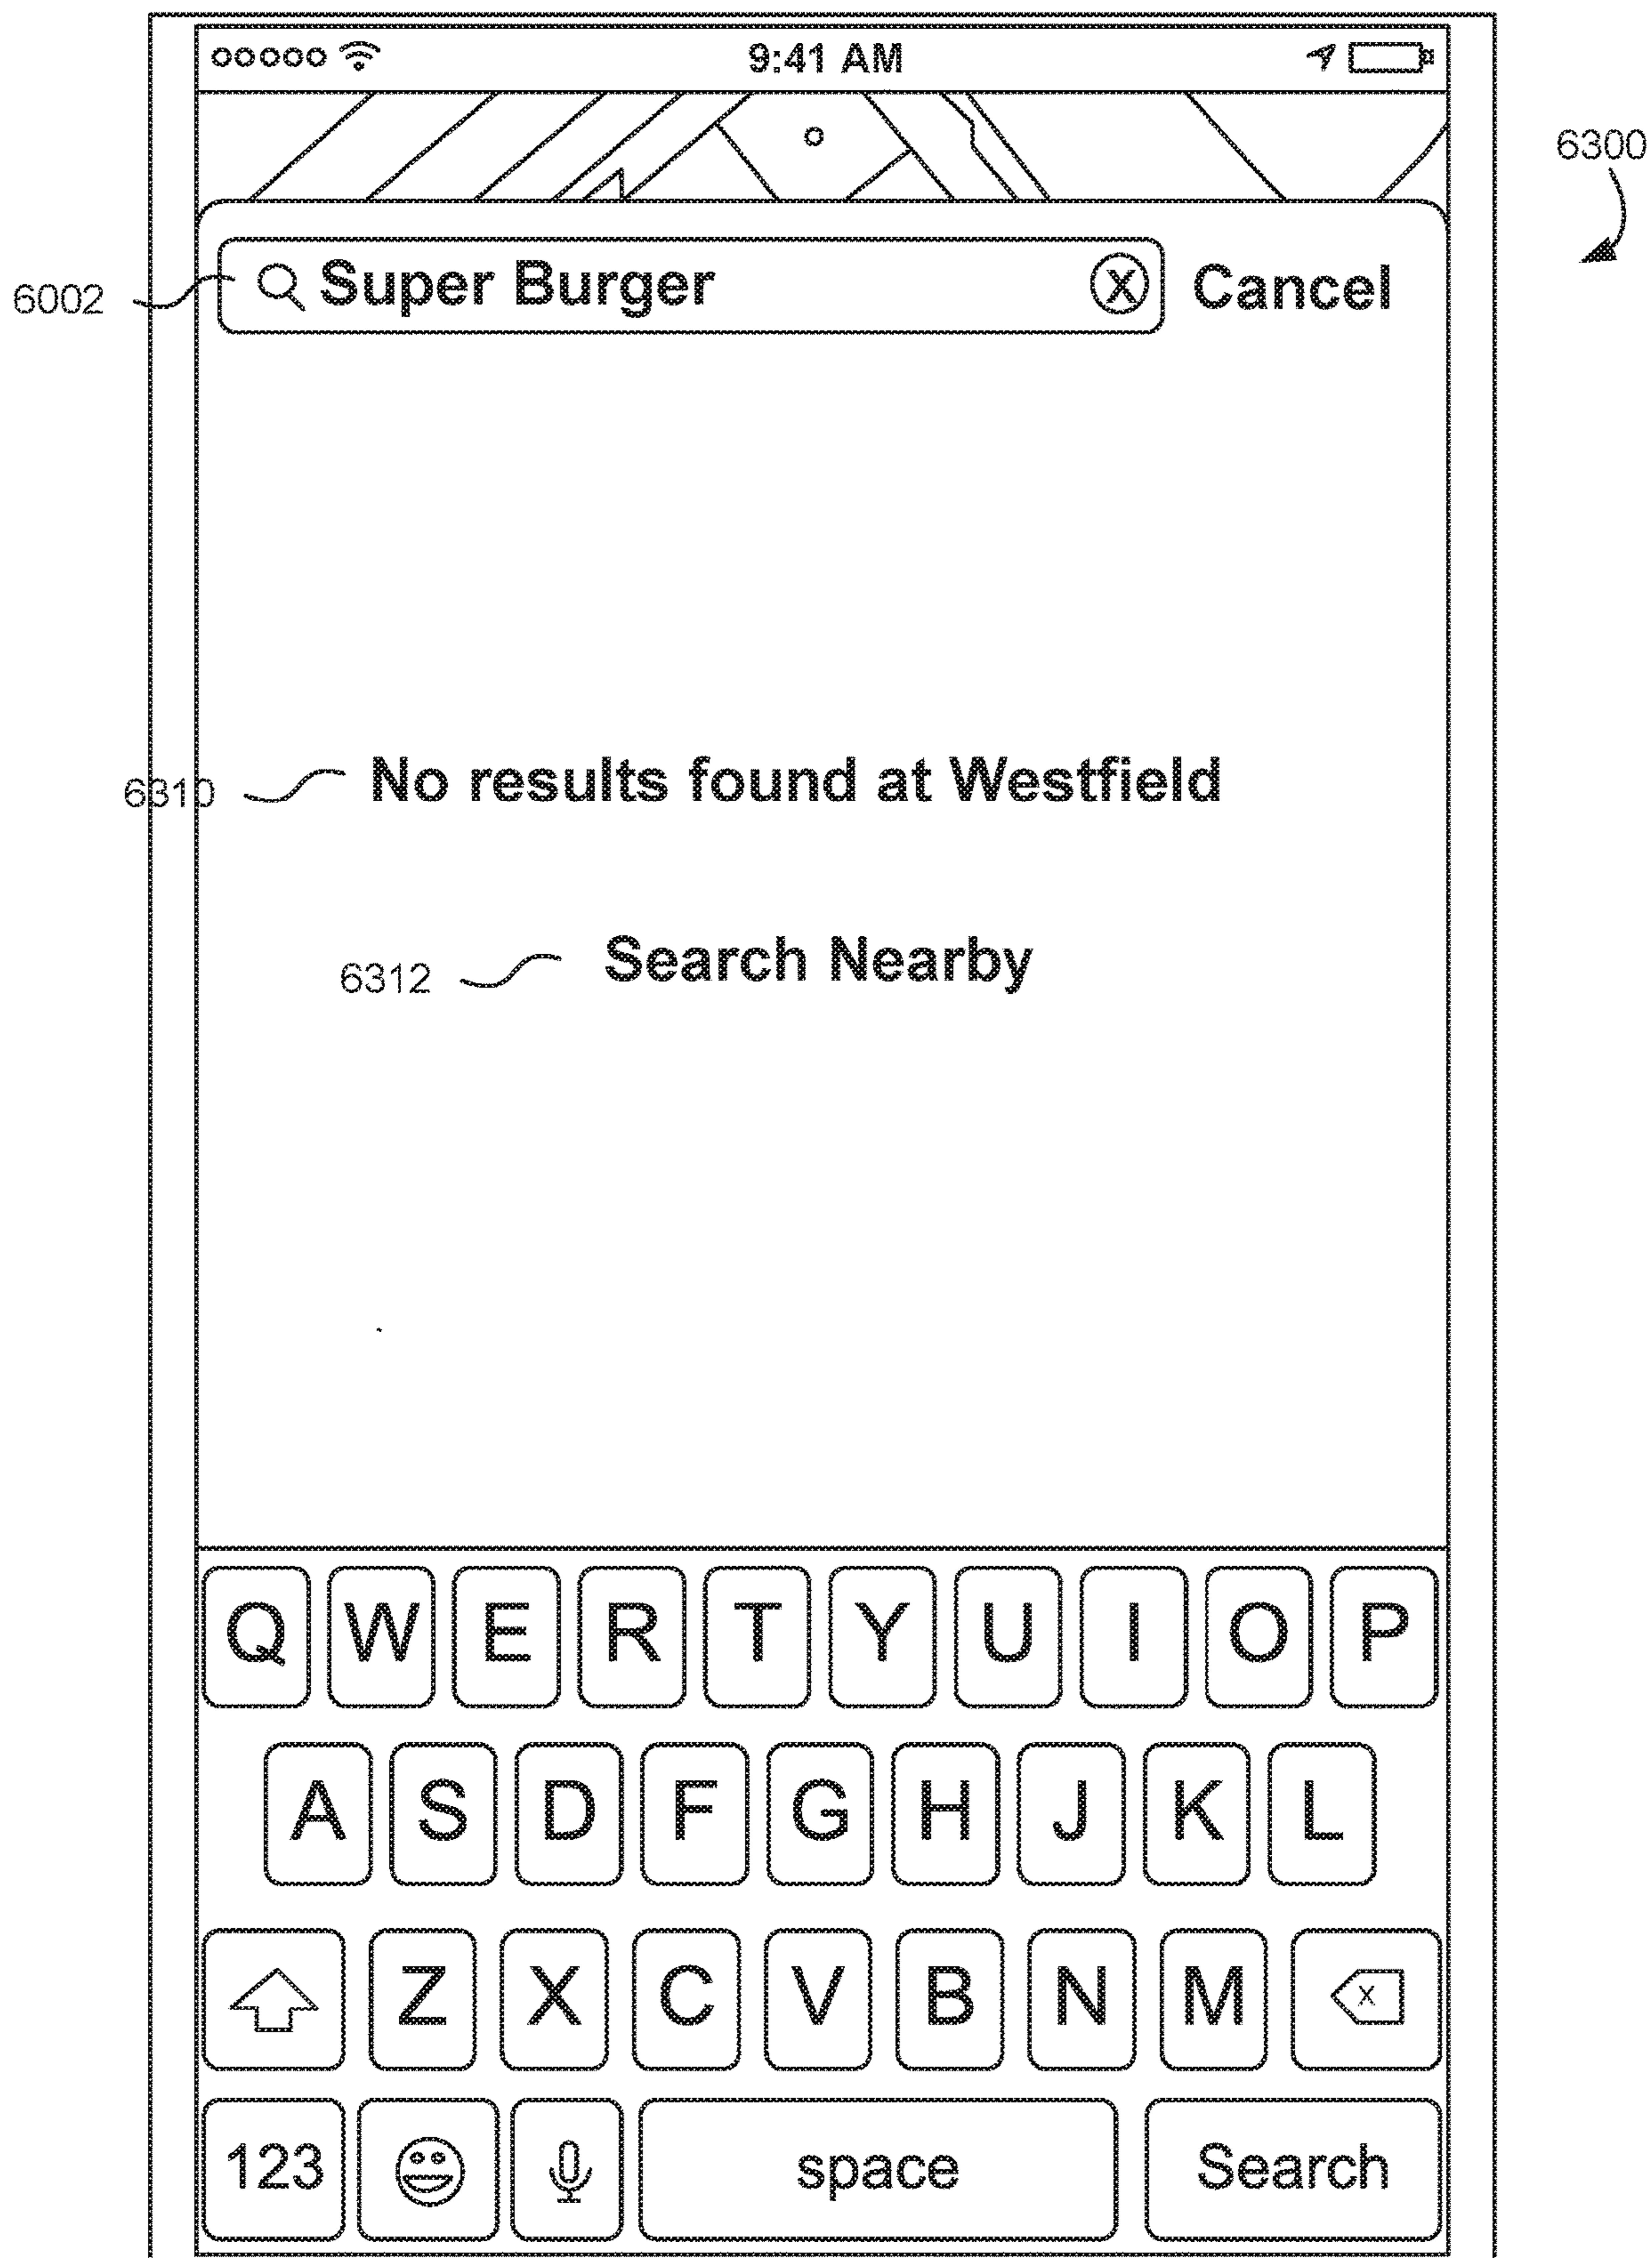 9:41 AM
6300
6002 Super Burger X Cancel
6310 No results found at Westfield
6312 Search Nearby
Q W E R T Y U I O P
A S D F G H J K L
Z X C V B N M X
123 space Search